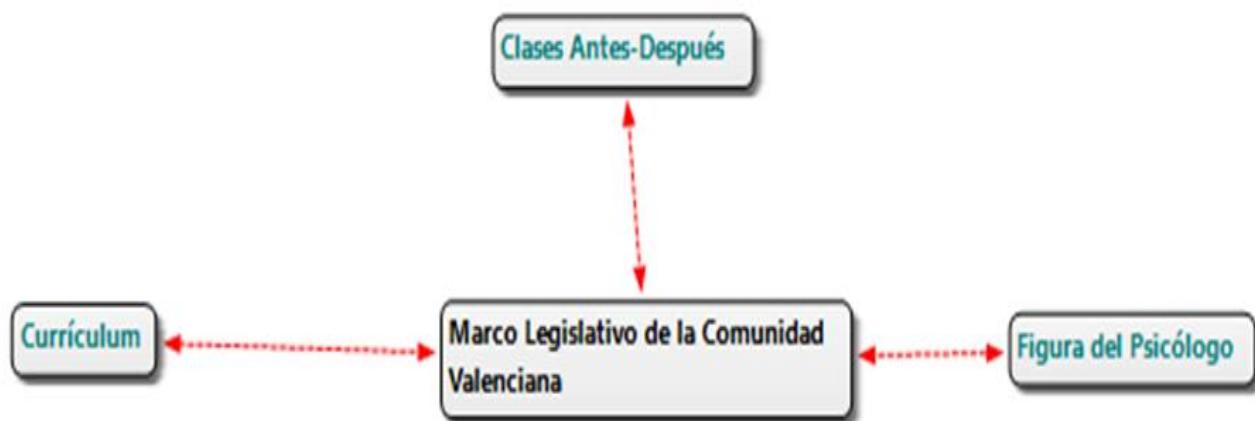 Clases Antes-Después
Currículum
Marco Legislativo de la Comunidad
Valenciana
Figura del Psicólogo